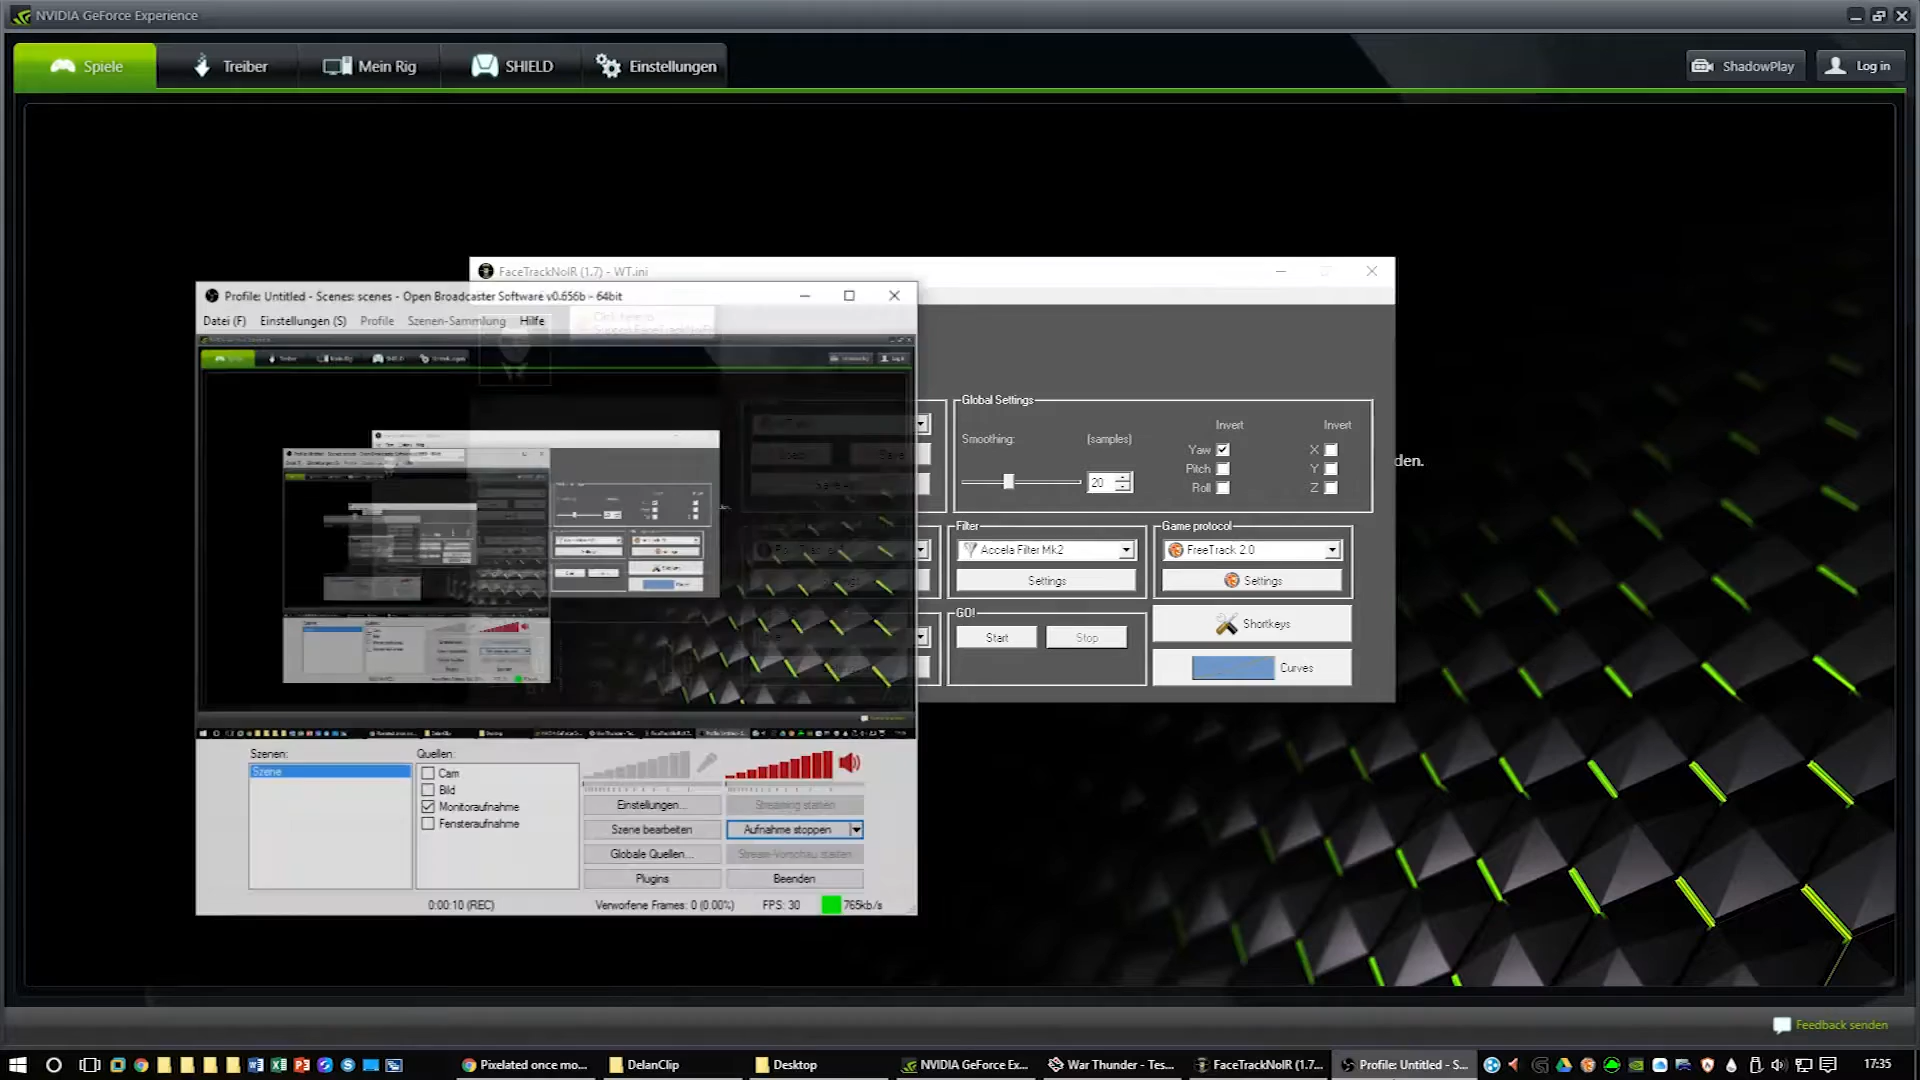 NVIDIA GeForce Experience
Spiele
Treiber
Mein Rig
SHIELD
Einstellungen
ShadowPlay
Log in
FaceTrackNoIR (1.7) - WT.ini
Profile: Untitled - Scenes: scenes - Open Broadcaster Software v0.656b - 64bit
Datei (F)
Einstellungen (S)
Profile
Szenen-Sammlung
Hilfe
Global Settings
Smoothing:
(samples)
20
Invert
Invert
Yaw
X
Pitch
Y
Roll
Z
den.
Filter
Accela Filter Mk2
Settings
Game protocol
FreeTrack 2.0
Settings
GO!
Start
Stop
Shortkeys
Curves
Szenen:
Szene
Quellen:
Cam
Bild
Monitoraufnahme
Fensteraufnahme
Einstellungen...
Streaming starten
Szene bearbeiten
Aufnahme stoppen
Globale Quellen...
Stream-Vorschau starten
Plugins
Beenden
0:00:10 (REC)
Verworfene Frames: 0 (0.00%)
FPS: 30
765kb/s
Feedback senden
Pixelated once mo...
DelanClip
Desktop
NVIDIA GeForce Ex...
War Thunder - Tes...
FaceTrackNoIR (1.7...
Profile: Untitled - S...
17:35